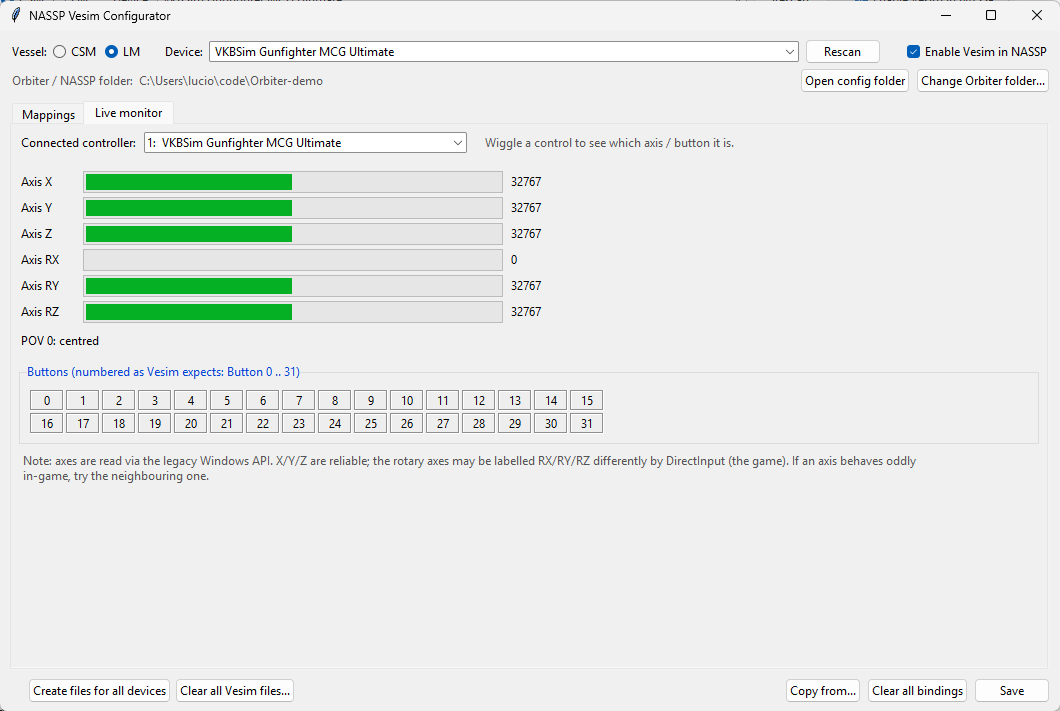 NASSP Vesim Configurator
Vessel: CSM LM Device: VKBSim Gunfighter MCG Ultimate Rescan Enable Vesim in NASSP
Orbiter / NASSP folder: C:\Users\lucio\code\Orbiter-demo Open config folder Change Orbiter folder...
Mappings Live monitor
Connected controller: 1: VKBSim Gunfighter MCG Ultimate Wiggle a control to see which axis / button it is.
Axis X 32767
Axis Y 32767
Axis Z 32767
Axis RX 0
Axis RY 32767
Axis RZ 32767
POV 0: centred
Buttons (numbered as Vesim expects: Button 0 .. 31)
0 1 2 3 4 5 6 7 8 9 10 11 12 13 14 15
16 17 18 19 20 21 22 23 24 25 26 27 28 29 30 31
Note: axes are read via the legacy Windows API. X/Y/Z are reliable; the rotary axes may be labelled RX/RY/RZ differently by DirectInput (the game). If an axis behaves oddly
in-game, try the neighbouring one.
Create files for all devices Clear all Vesim files... Copy from... Clear all bindings Save